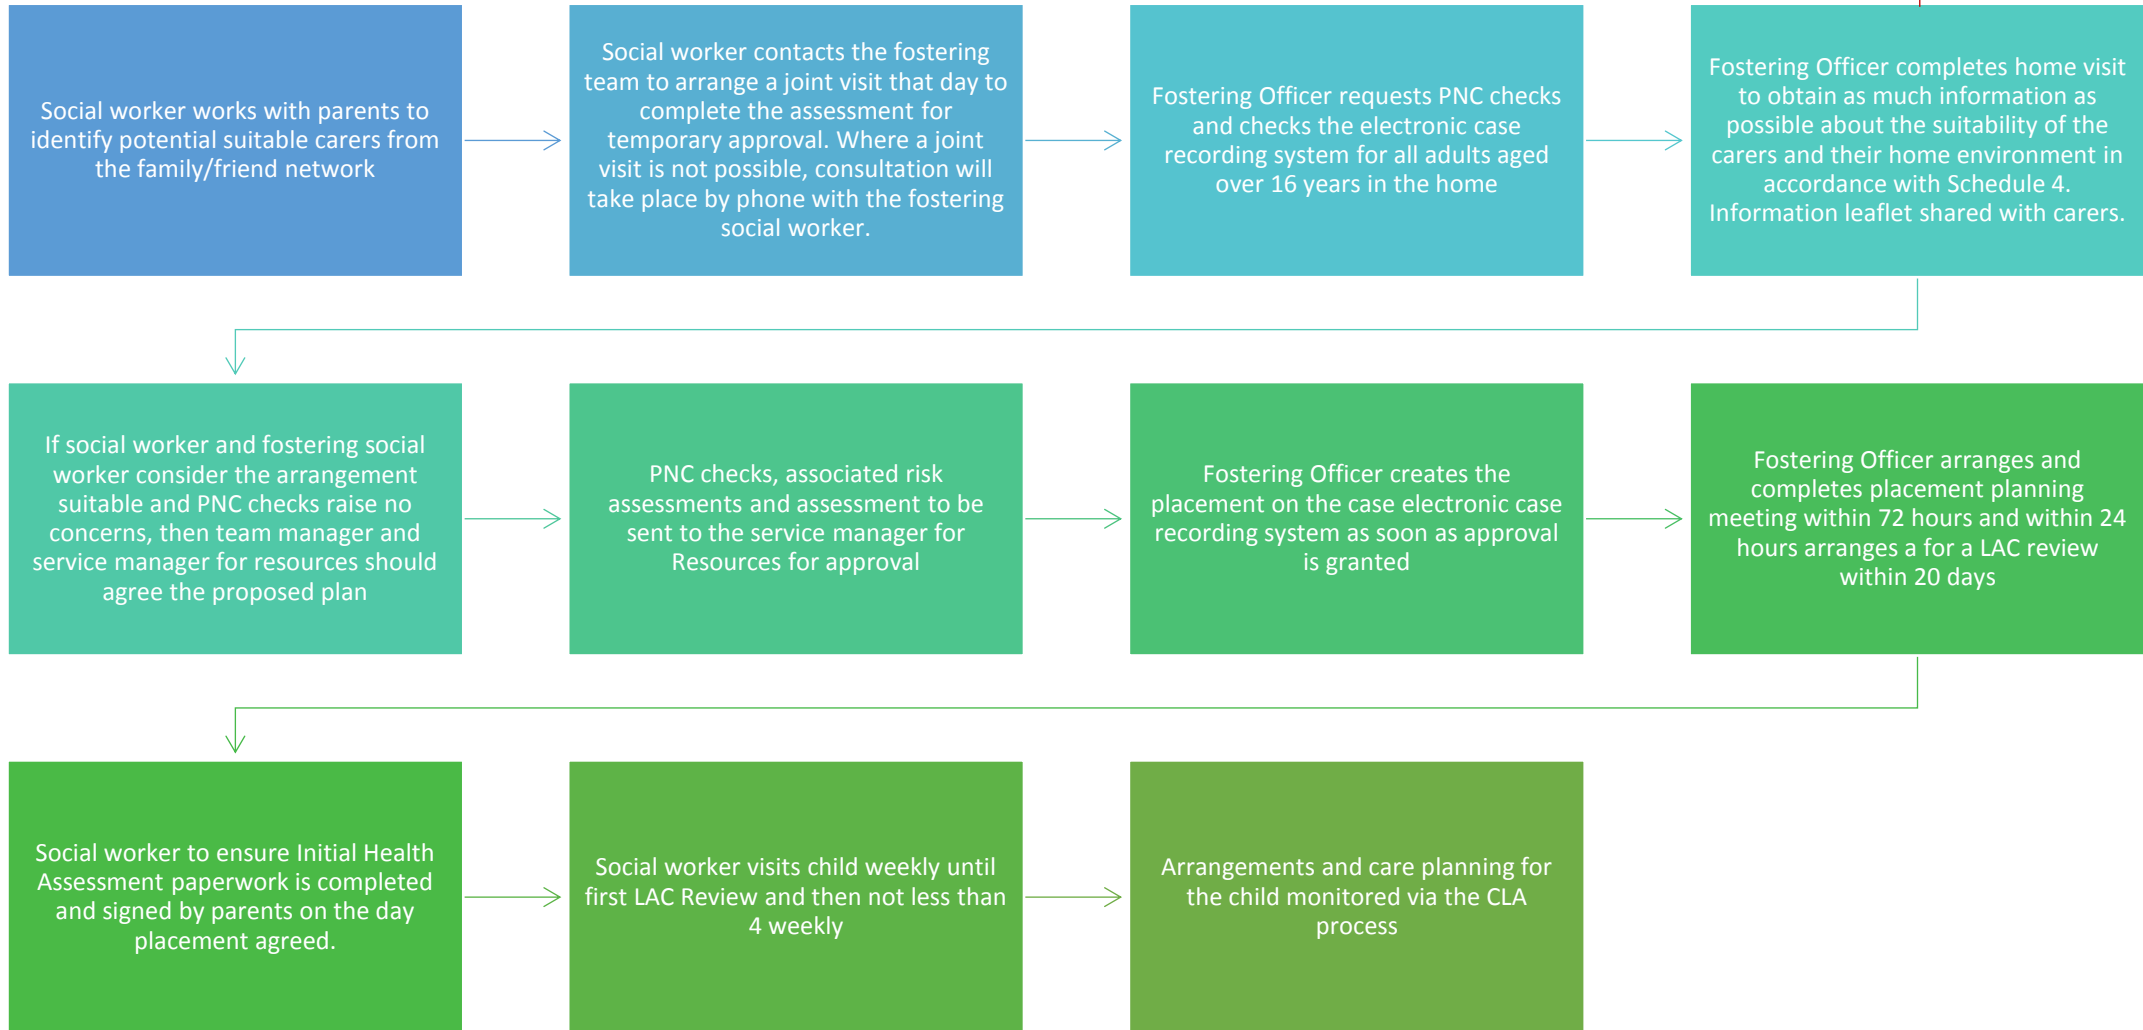 Social worker works with parents to
identify potential suitable carers from
the family/friend network
Social worker contacts the fostering
team to arrange a joint visit that day to
complete the assessment for
temporary approval. Where a joint
visit is not possible, consultation will
take place by phone with the fostering
social worker.
Fostering Officer requests PNC checks
and checks the electronic case
recording system for all adults aged
over 16 years in the home
Fostering Officer completes home visit
to obtain as much information as
possible about the suitability of the
carers and their home environment in
accordance with Schedule 4.
Information leaflet shared with carers.
If social worker and fostering social
worker consider the arrangement
suitable and PNC checks raise no
concerns, then team manager and
service manager for resources should
agree the proposed plan
PNC checks, associated risk
assessments and assessment to be
sent to the service manager for
Resources for approval
Fostering Officer creates the
placement on the case electronic case
recording system as soon as approval
is granted
Fostering Officer arranges and
completes placement planning
meeting within 72 hours and within 24
hours arranges a for a LAC review
within 20 days
Social worker to ensure Initial Health
Assessment paperwork is completed
and signed by parents on the day
placement agreed.
Social worker visits child weekly until
first LAC Review and then not less than
4 weekly
Arrangements and care planning for
the child monitored via the CLA
process